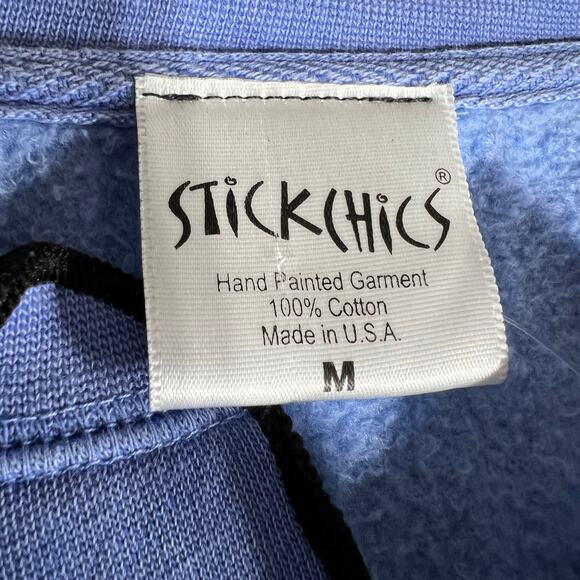 STiCKCHiCS®
Hand Painted Garment
100% Cotton
Made in U.S.A.
M